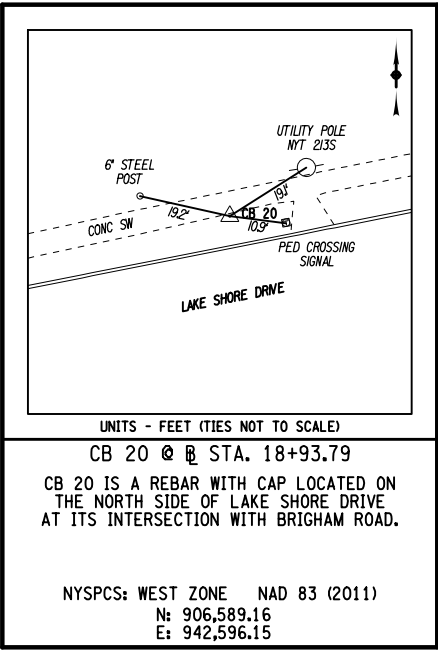 UTILITY POLE
NYT 213S
6" STEEL
POST
19.1'
19.2'
CB 20
10.9'
CONC SW
PED CROSSING
SIGNAL
LAKE SHORE DRIVE
UNITS - FEET (TIES NOT TO SCALE)
CB 20 @ BL STA. 18+93.79
CB 20 IS A REBAR WITH CAP LOCATED ON
THE NORTH SIDE OF LAKE SHORE DRIVE
AT ITS INTERSECTION WITH BRIGHAM ROAD.
NYSPCS: WEST ZONE NAD 83 (2011)
N: 906,589.16
E: 942,596.15